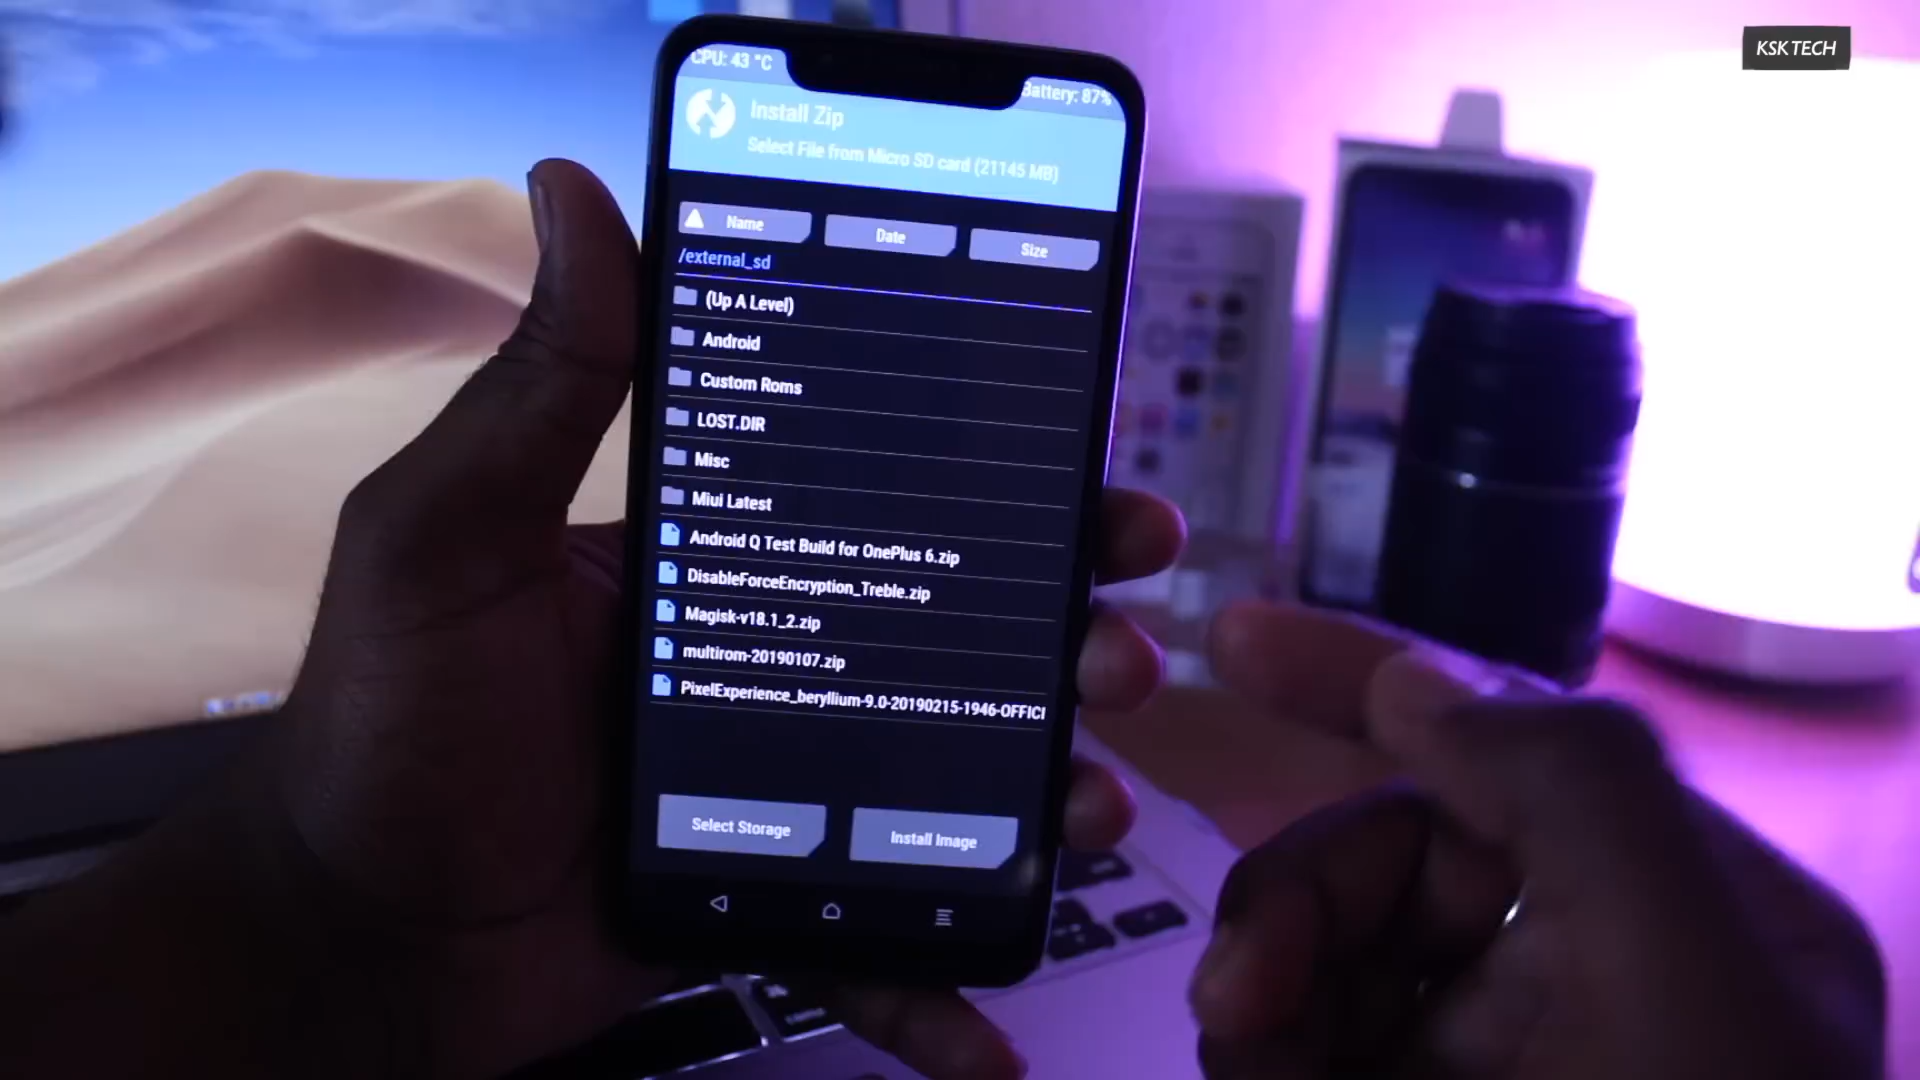 KSK TECH
CPU: 43 °C
Battery: 87%
Install Zip
Select File from Micro SD card (21145 MB)
Name
Date
Size
/external_sd
(Up A Level)
Android
Custom Roms
LOST.DIR
Misc
Miui Latest
Android Q Test Build for OnePlus 6.zip
DisableForceEncryption_Treble.zip
Magisk-v18.1_2.zip
multirom-20190107.zip
PixelExperience_beryllium-9.0-20190215-1946-OFFICI
Select Storage
Install Image